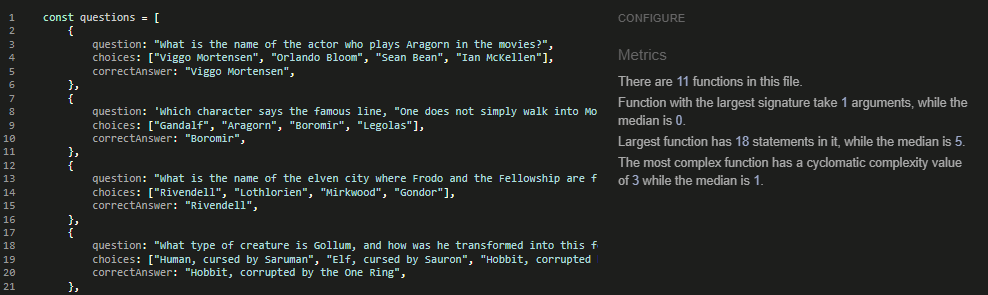 1 const questions = [
2 {
3 question: "What is the name of the actor who plays Aragorn in the movies?",
4 choices: ["Viggo Mortensen", "Orlando Bloom", "Sean Bean", "Ian McKellen"],
5 correctAnswer: "Viggo Mortensen",
6 },
7 {
8 question: 'Which character says the famous line, "One does not simply walk into Mo
9 choices: ["Gandalf", "Aragorn", "Boromir", "Legolas"],
10 correctAnswer: "Boromir",
11 },
12 {
13 question: "What is the name of the elven city where Frodo and the Fellowship are f
14 choices: ["Rivendell", "Lothlorien", "Mirkwood", "Gondor"],
15 correctAnswer: "Rivendell",
16 },
17 {
18 question: "What type of creature is Gollum, and how was he transformed into this f
19 choices: ["Human, cursed by Saruman", "Elf, cursed by Sauron", "Hobbit, corrupted
20 correctAnswer: "Hobbit, corrupted by the One Ring",
21 },
CONFIGURE
Metrics
There are 11 functions in this file.
Function with the largest signature take 1 arguments, while the
median is 0.
Largest function has 18 statements in it, while the median is 5.
The most complex function has a cyclomatic complexity value
of 3 while the median is 1.